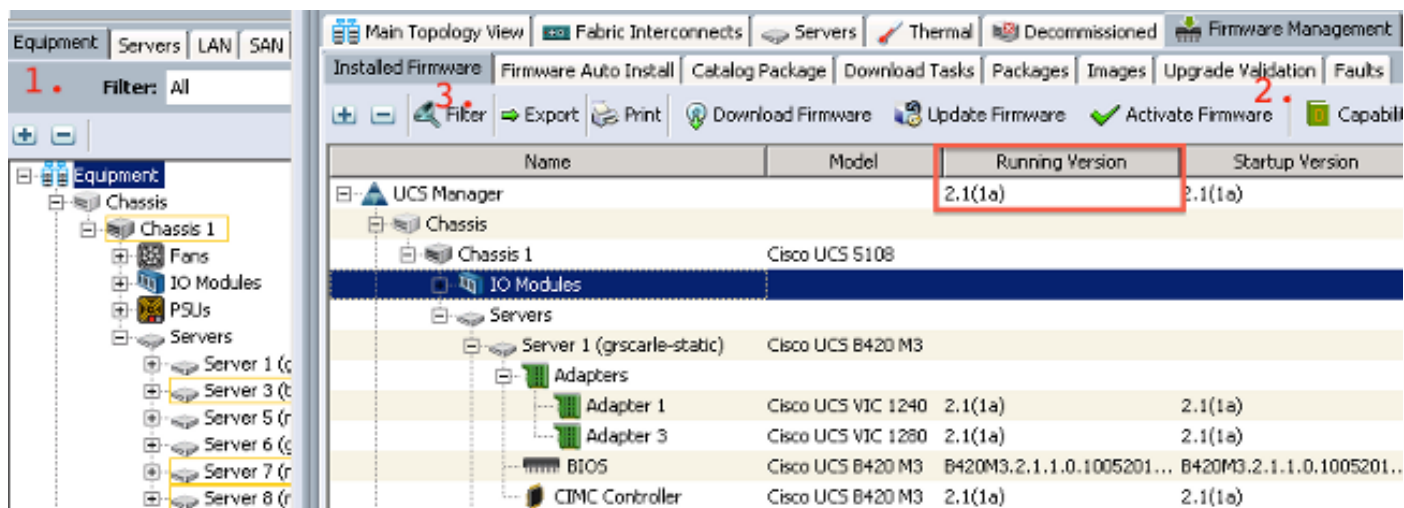 Equipment Servers LAN SAN
1. Filter: All
Equipment
Chassis
Chassis 1
Fans
IO Modules
PSUs
Servers
Server 1
Server 3
Server 5
Server 6
Server 7
Server 8
Main Topology View Fabric Interconnects Servers Thermal Decommissioned Firmware Management
Installed Firmware Firmware Auto Install Catalog Package Download Tasks Packages Images Upgrade Validation Faults
3. 2.
Filter Export Print Download Firmware Update Firmware Activate Firmware
Name Model Running Version Startup Version
UCS Manager 2.1(1a) 2.1(1a)
Chassis
Chassis 1 Cisco UCS 5108
IO Modules
Servers
Server 1 (grscarle-static) Cisco UCS B420 M3
Adapters
Adapter 1 Cisco UCS VIC 1240 2.1(1a) 2.1(1a)
Adapter 3 Cisco UCS VIC 1280 2.1(1a) 2.1(1a)
BIOS Cisco UCS B420 M3 B420M3.2.1.1.0.1005201... B420M3.2.1.1.0.1005201...
CIMC Controller Cisco UCS B420 M3 2.1(1a) 2.1(1a)